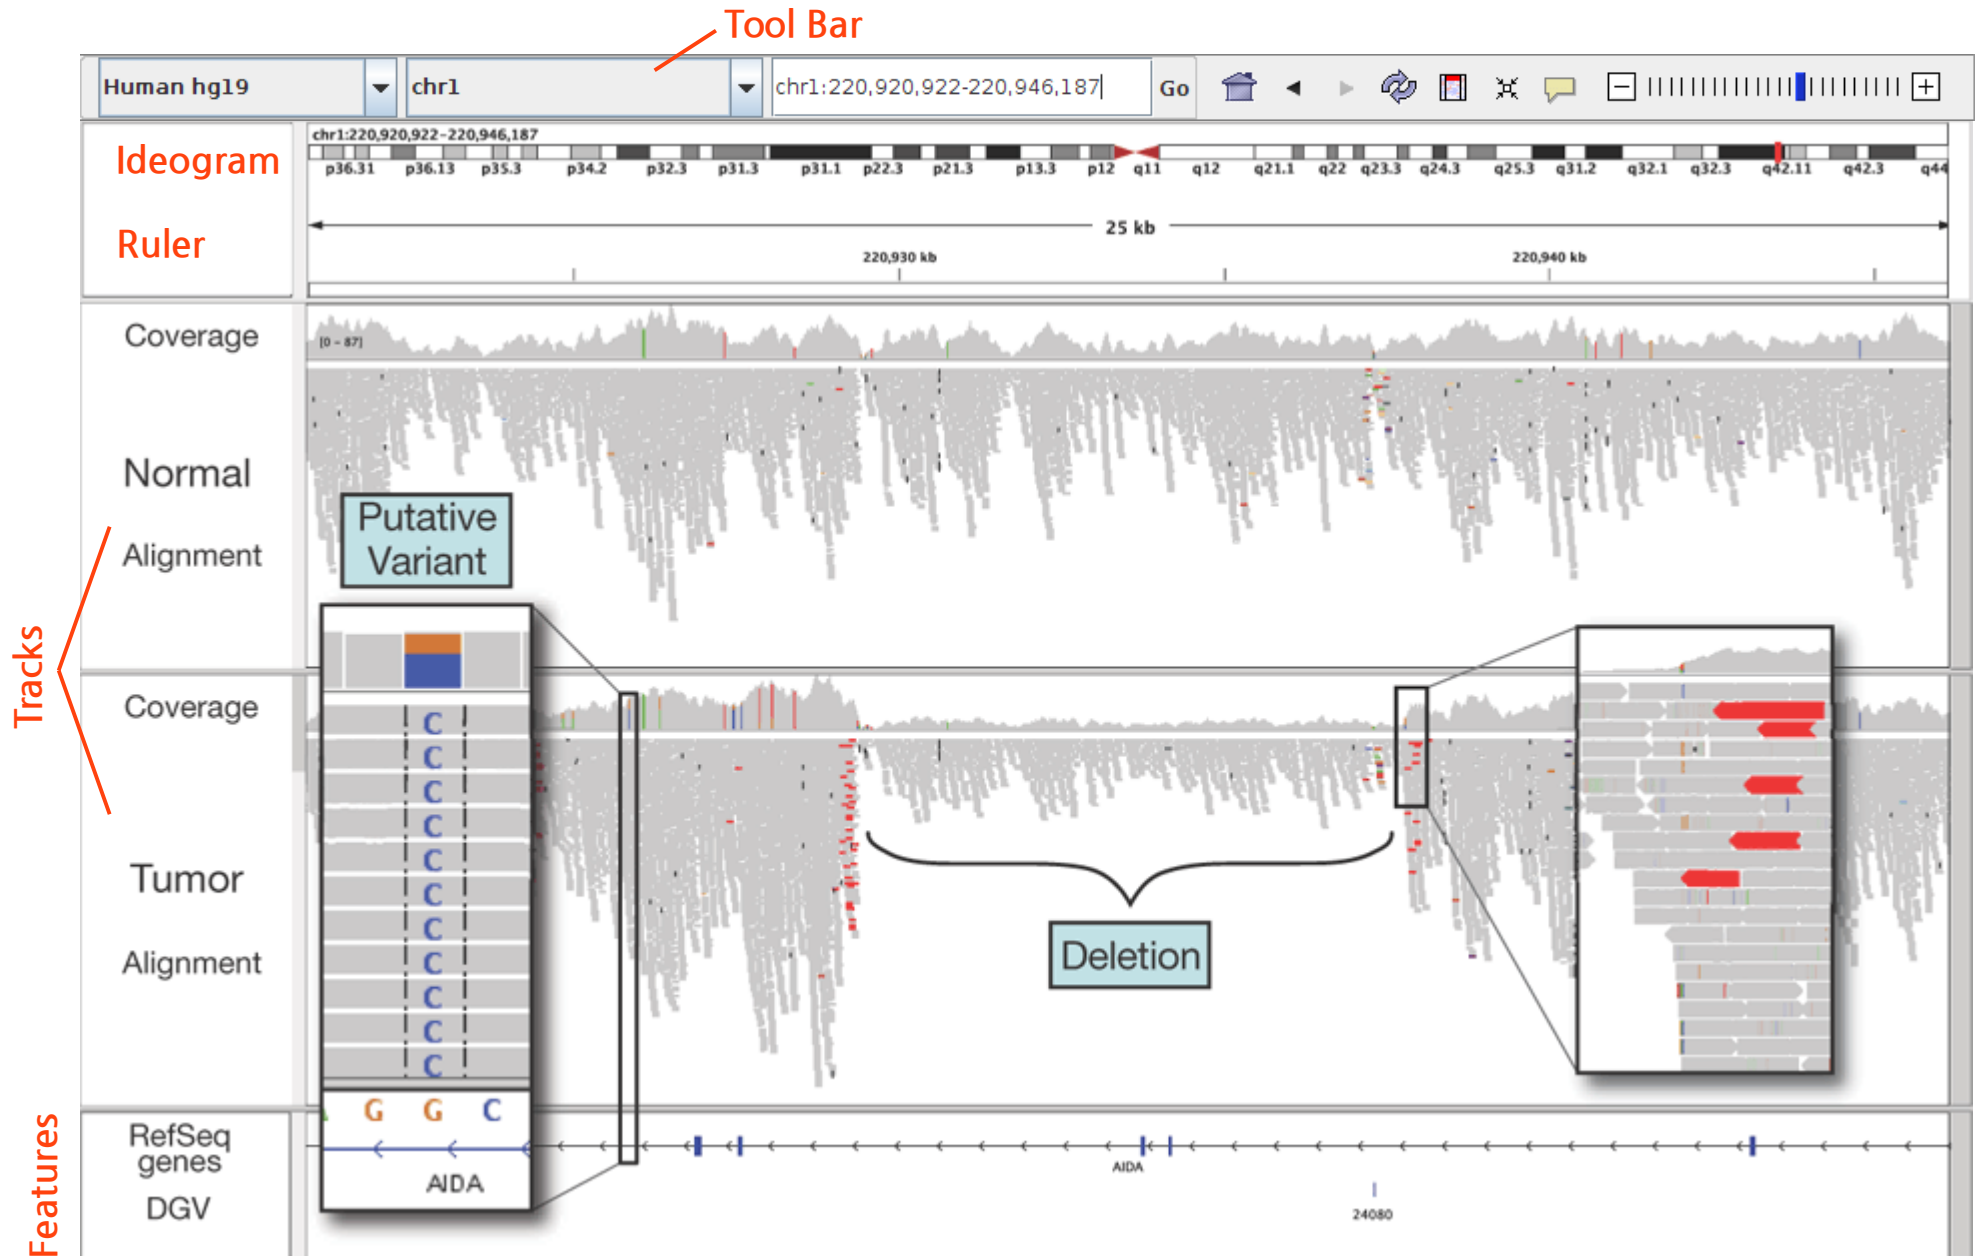 Tool Bar
Human hg19
chr1
chr1:220,920,922-220,946,187
Go
chr1:220,920,922-220,946,187
Ideogram
p36.31 p36.13 p35.3 p34.2 p32.3 p31.3 p31.1 p22.3 p21.3 p13.3 p12 q11 q12 q21.1 q22 q23.3 q24.3 q25.3 q31.2 q32.1 q32.3 q42.11 q42.3 q44
Ruler
25 kb
220,930 kb 220,940 kb
Coverage
[0 - 87]
Normal
Alignment
Putative
Variant
Tracks
Coverage
C
C
C
C
C
C
C
C
C
C
C
Tumor
Alignment
Deletion
G G C
AIDA
Features
RefSeq
genes
AIDA
DGV
24080